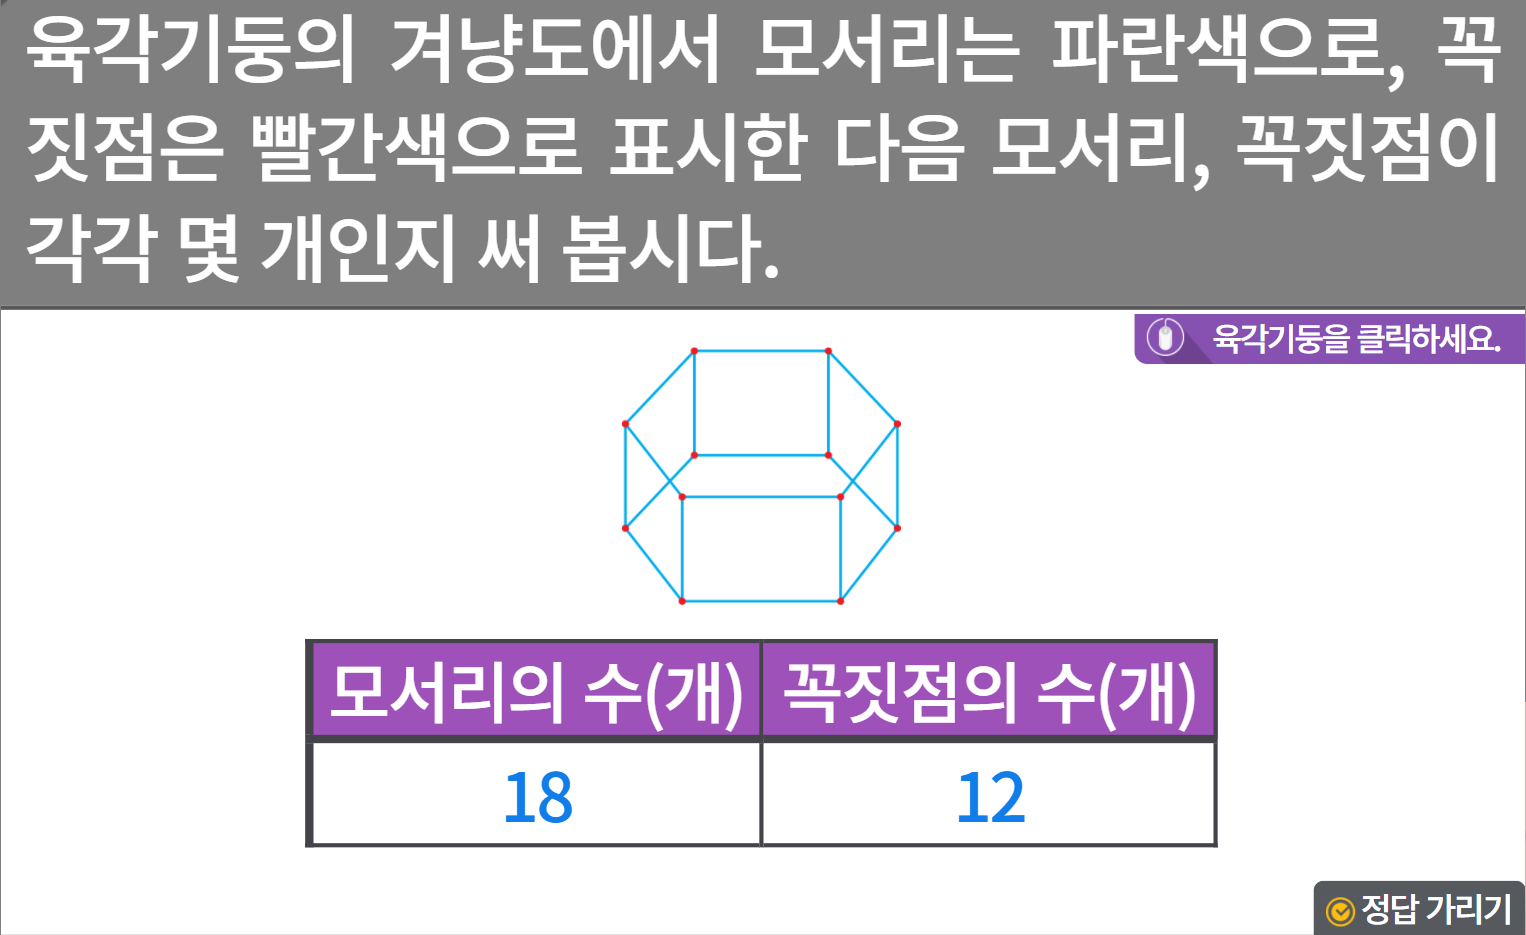 육각기둥의 겨냥도에서 모서리는 파란색으로, 꼭
짓점은 빨간색으로 표시한 다음 모서리, 꼭짓점이
각각 몇 개인지 써 봅시다.
육각기둥을 클릭하세요.
모서리의 수(개) 꼭짓점의 수(개)
18 12
정답 가리기